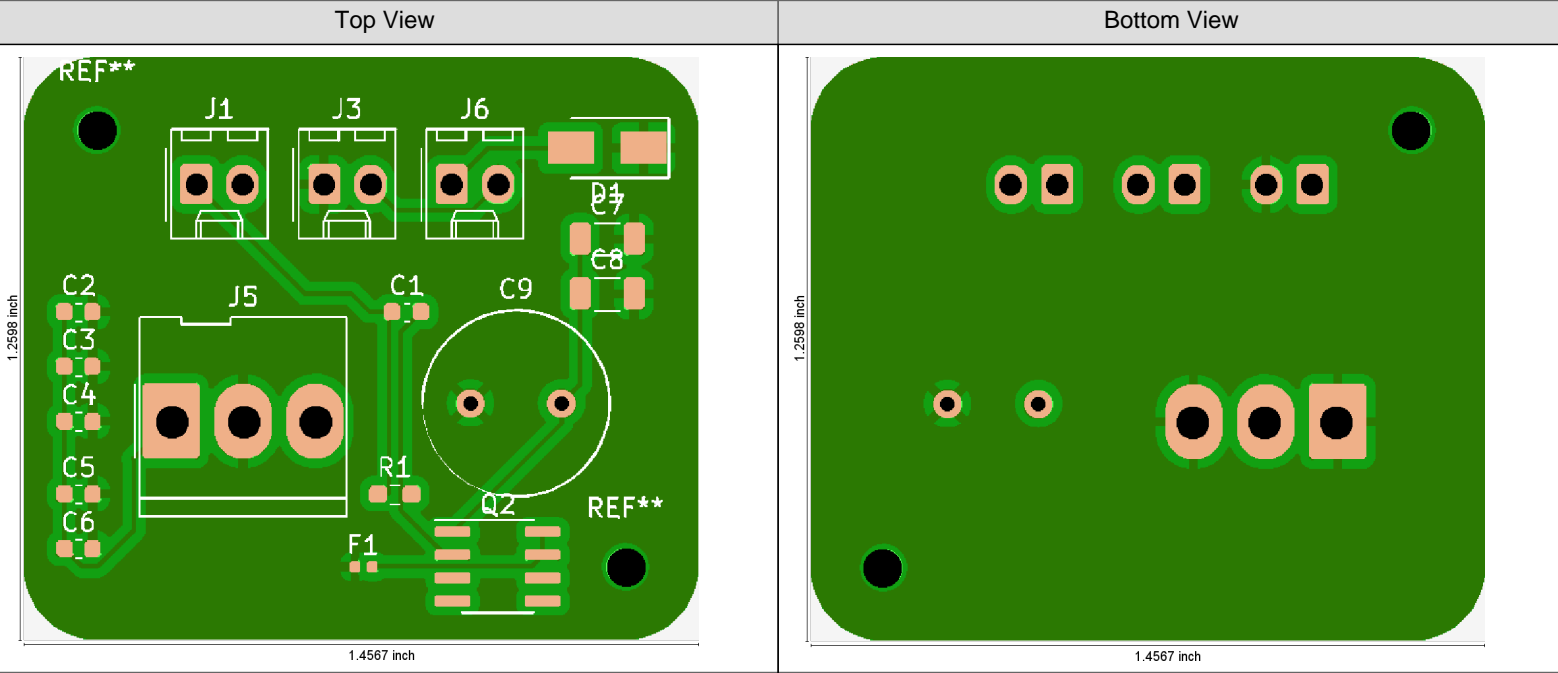 Top View
Bottom View
REF**
J1
J3
J6
D1
C7
C8
C2
J5
C1
C9
C3
C4
C5
R1
C6
Q2
REF**
F1
1.2598 inch
1.4567 inch
1.2598 inch
1.4567 inch